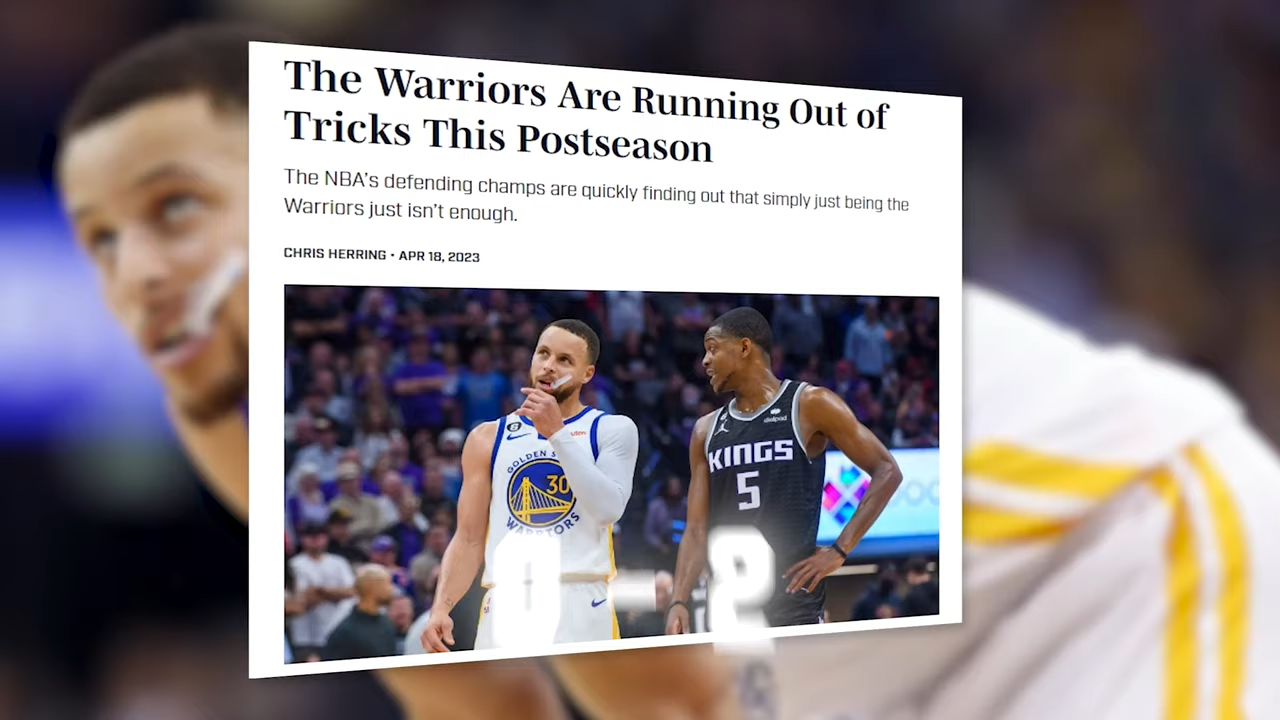 The Warriors Are Running Out of
Tricks This Postseason
The NBA's defending champs are quickly finding out that simply just being the
Warriors just isn't enough.
CHRIS HERRING • APR 18, 2023
6
GOLDEN S
30
WARRIORS
KINGS
5
0 - 2